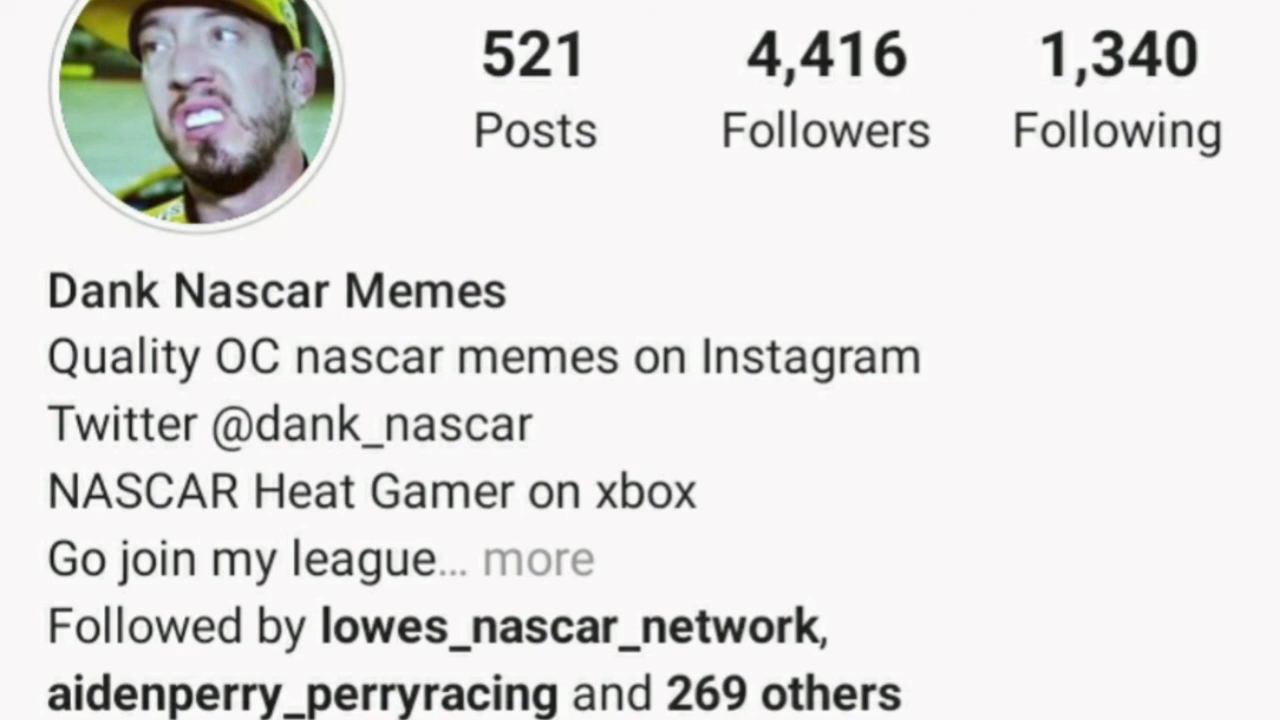 521 4,416 1,340
Posts Followers Following
Dank Nascar Memes
Quality OC nascar memes on Instagram
Twitter @dank_nascar
NASCAR Heat Gamer on xbox
Go join my league... more
Followed by lowes_nascar_network,
aidenperry_perryracing and 269 others